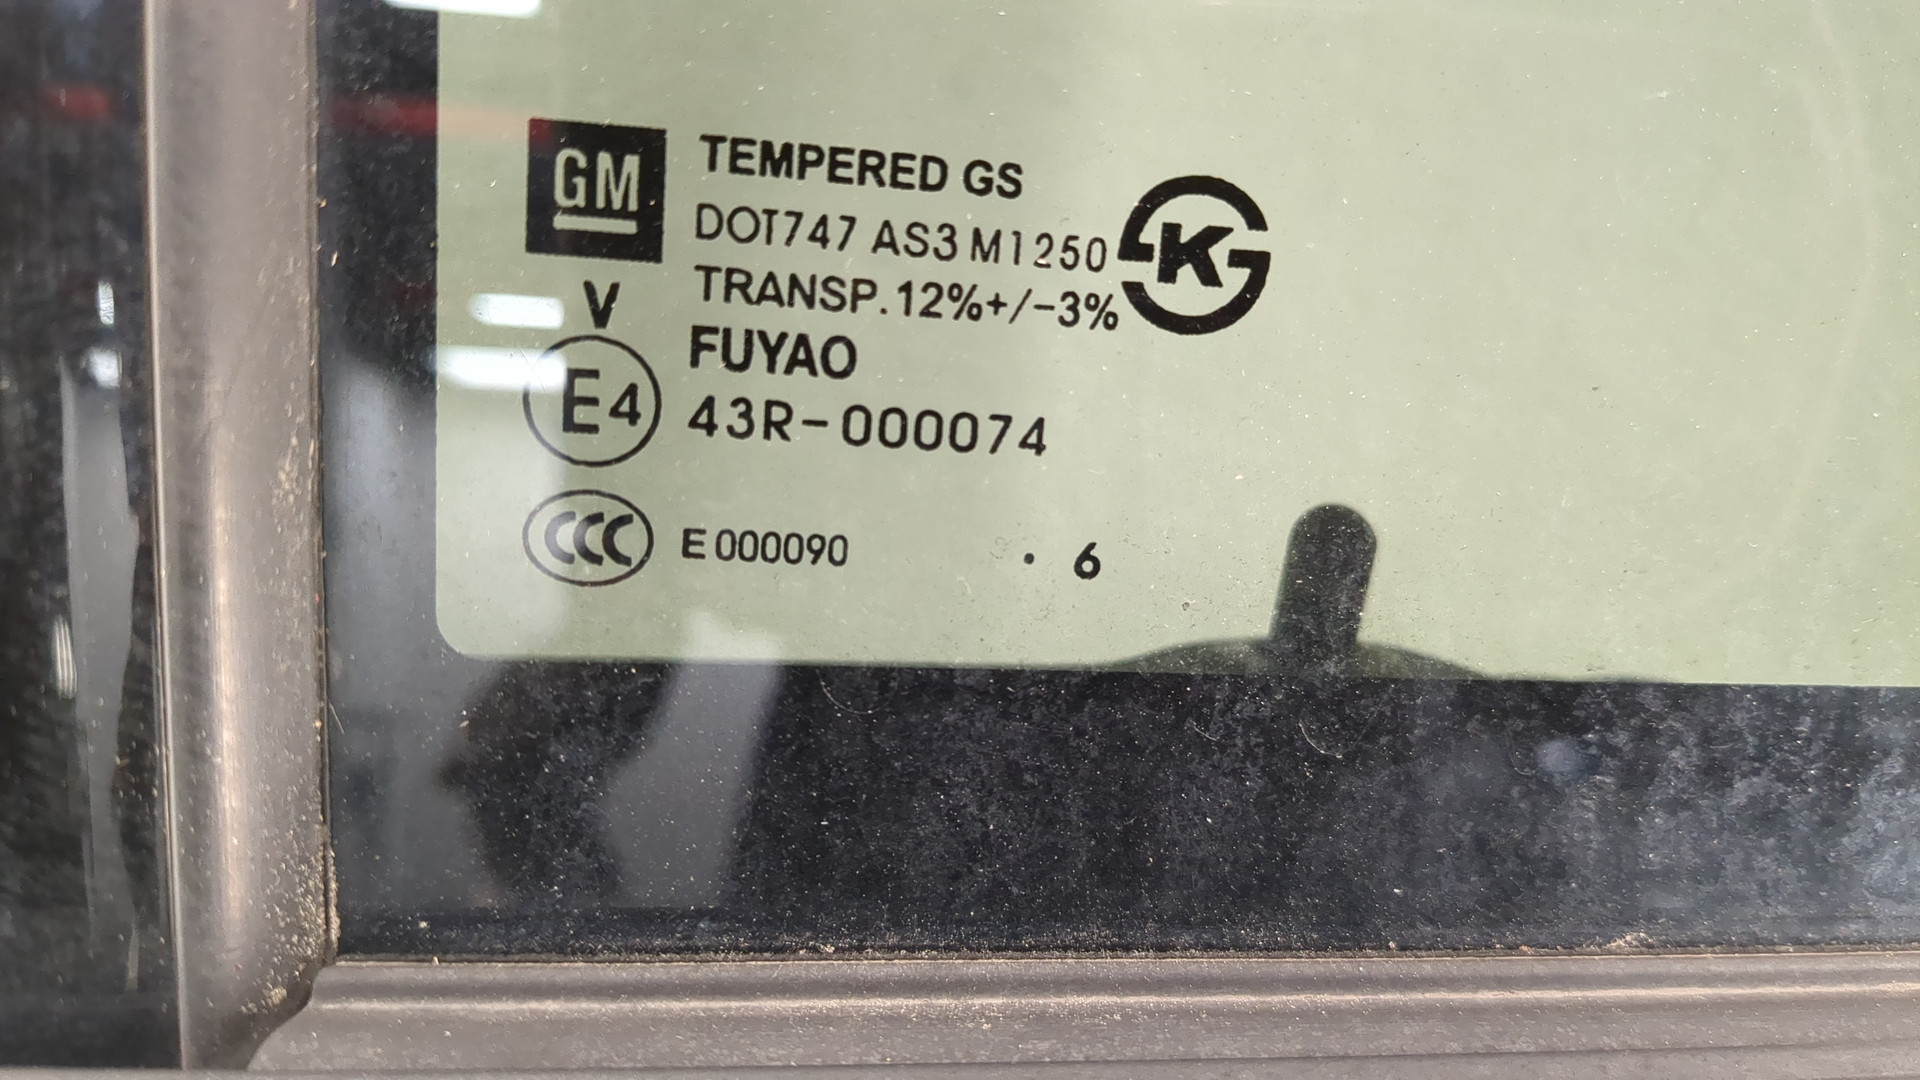 GM
TEMPERED GS
DOT747 AS3 M1250
K
TRANSP.12%+/-3%
V
FUYAO
E4
43R-000074
CCC
E000090
. 6